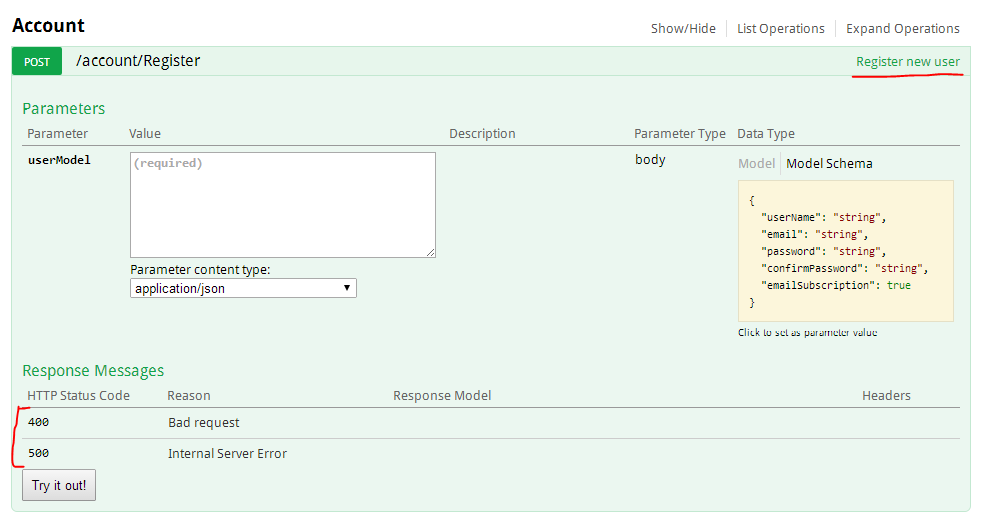 Account
Show/Hide List Operations Expand Operations
POST /account/Register Register new user
Parameters
Parameter Value Description Parameter Type Data Type
userModel (required) body Model Model Schema
{
"userName": "string",
"email": "string",
"password": "string",
"confirmPassword": "string",
"emailSubscription": true
}
Parameter content type:
application/json
Click to set as parameter value
Response Messages
HTTP Status Code Reason Response Model Headers
400 Bad request
500 Internal Server Error
Try it out!